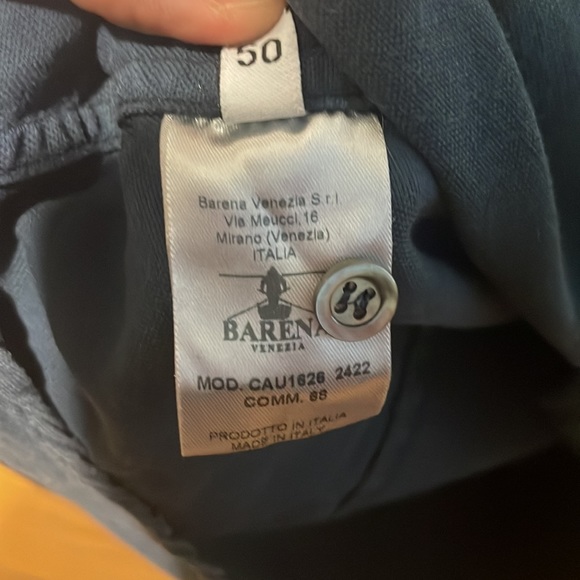 50
Barena Venezia S.r.l.
Via Meucci, 16
Mirano (Venezia)
ITALIA
BARENA
VENEZIA
MOD. CAU1626 2422
COMM. 68
PRODOTTO IN ITALIA
MADE IN ITALY